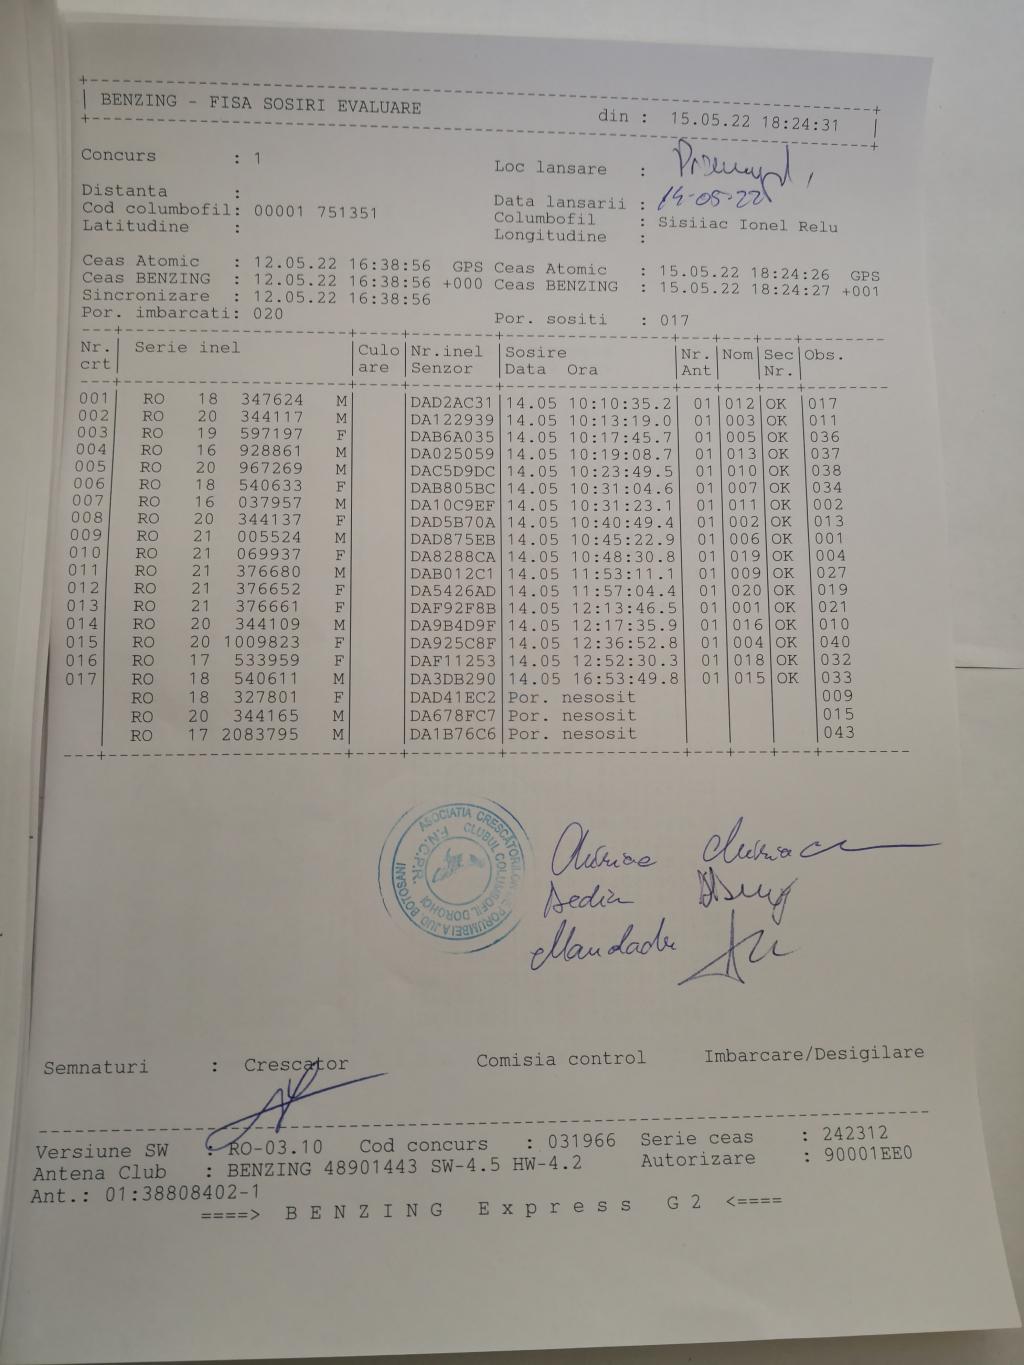 BENZING - FISA SOSIRI EVALUARE din : 15.05.22 18:24:31
Concurs : 1 Loc lansare :
Distanta : Data lansarii : 14-05-22
Cod columbofil: 00001 751351 Columbofil : Sisiiac Ionel Relu
Latitudine : Longitudine :
Ceas Atomic : 12.05.22 16:38:56 GPS Ceas Atomic : 15.05.22 18:24:26 GPS
Ceas BENZING : 12.05.22 16:38:56 +000 Ceas BENZING : 15.05.22 18:24:27 +001
Sincronizare : 12.05.22 16:38:56
Por. imbarcati: 020 Por. sositi : 017
Nr. Serie inel Culo Nr.inel Sosire Nr. Nom Sec Obs.
crt are Senzor Data Ora Ant Nr.
001 RO 18 347624 M DAD2AC31 14.05 10:10:35.2 01 012 OK 017
002 RO 20 344117 M DA122939 14.05 10:13:19.0 01 003 OK 011
003 RO 19 597197 F DAB6A035 14.05 10:17:45.7 01 005 OK 036
004 RO 16 928861 M DA025059 14.05 10:19:08.7 01 013 OK 037
005 RO 20 967269 M DAC5D9DC 14.05 10:23:49.5 01 010 OK 038
006 RO 18 540633 F DAB805BC 14.05 10:31:04.6 01 007 OK 034
007 RO 16 037957 M DA10C9EF 14.05 10:31:23.1 01 011 OK 002
008 RO 20 344137 F DAD5B70A 14.05 10:40:49.4 01 002 OK 013
009 RO 21 005524 M DAD875EB 14.05 10:45:22.9 01 006 OK 001
010 RO 21 069937 F DA8288CA 14.05 10:48:30.8 01 019 OK 004
011 RO 21 376680 M DAB012C1 14.05 11:53:11.1 01 009 OK 027
012 RO 21 376652 F DA5426AD 14.05 11:57:04.4 01 020 OK 019
013 RO 21 376661 F DAF92F8B 14.05 12:13:46.5 01 001 OK 021
014 RO 20 344109 M DA9B4D9F 14.05 12:17:35.9 01 016 OK 010
015 RO 20 1009823 F DA925C8F 14.05 12:36:52.8 01 004 OK 040
016 RO 17 533959 F DAF11253 14.05 12:52:30.3 01 018 OK 032
017 RO 18 540611 M DA3DB290 14.05 16:53:49.8 01 015 OK 033
RO 18 327801 F DAD41EC2 Por. nesosit 009
RO 20 344165 M DA678FC7 Por. nesosit 015
RO 17 2083795 M DA1B76C6 Por. nesosit 043
ASOCIATIA CRESCATORILOR DE PORUMBEI JUD. BOTOSANI
CLUBUL COLUMBOFIL DOROHOI
F.N.C.P.R.
Semnaturi : Crescator Comisia control Imbarcare/Desigilare
Versiune SW : RO-03.10 Cod concurs : 031966 Serie ceas : 242312
Antena Club : BENZING 48901443 SW-4.5 HW-4.2 Autorizare : 90001EE0
Ant.: 01:38808402-1
====> BENZING Express G2 <====